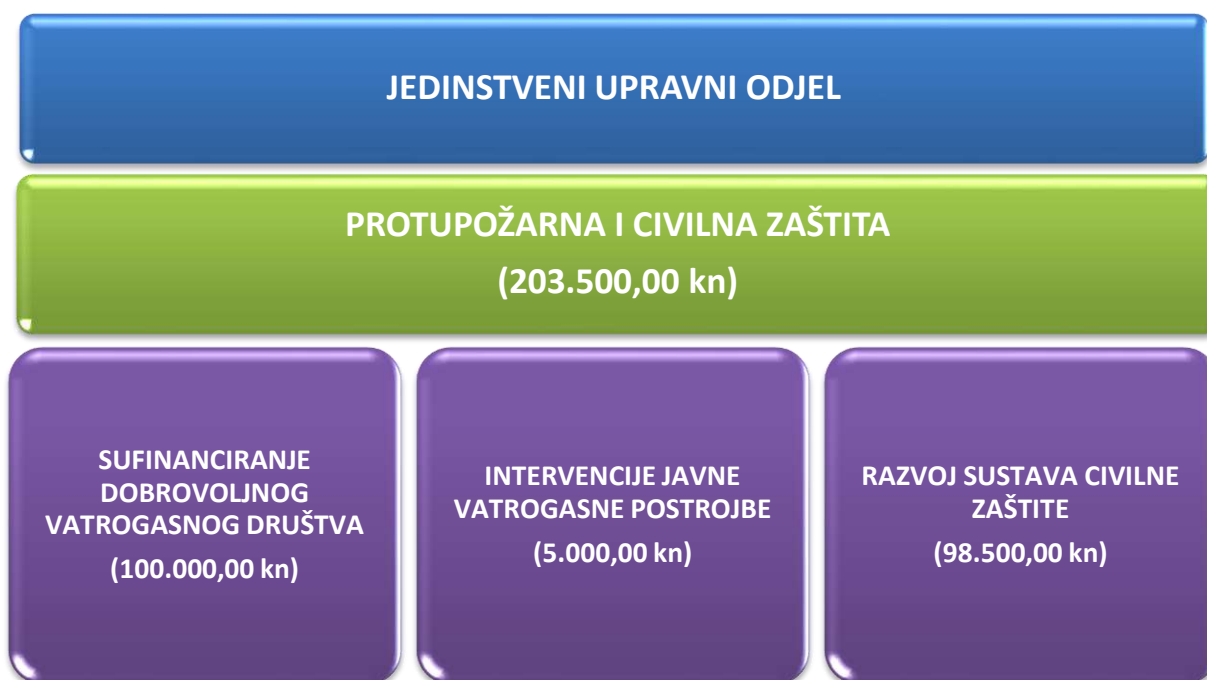 JEDINSTVENI UPRAVNI ODJEL
PROTUPOŽARNA I CIVILNA ZAŠTITA
(203.500,00 kn)
SUFINANCIRANJE
DOBROVOLJNOG
VATROGASNOG DRUŠTVA
(100.000,00 kn)
INTERVENCIJE JAVNE
VATROGASNE POSTROJBE
(5.000,00 kn)
RAZVOJ SUSTAVA CIVILNE
ZAŠTITE
(98.500,00 kn)